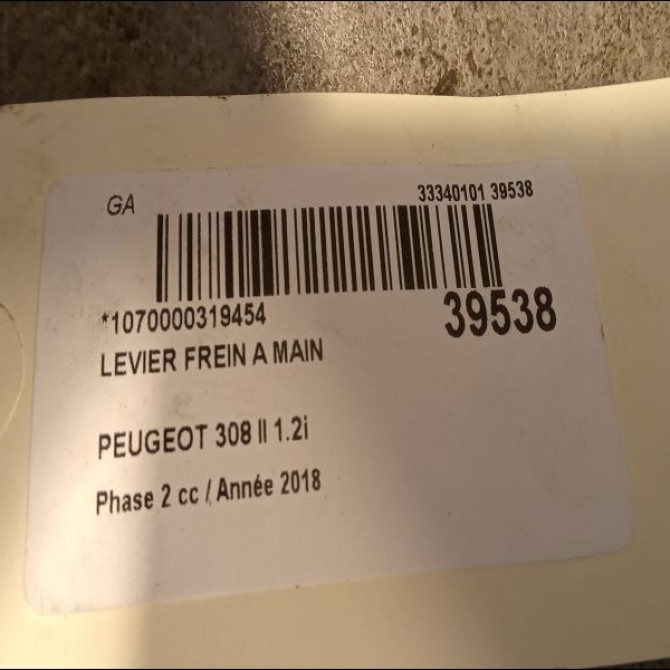 GA
33340101 39538
*1070000319454
39538
LEVIER FREIN A MAIN
PEUGEOT 308 II 1.2i
Phase 2 cc / Année 2018